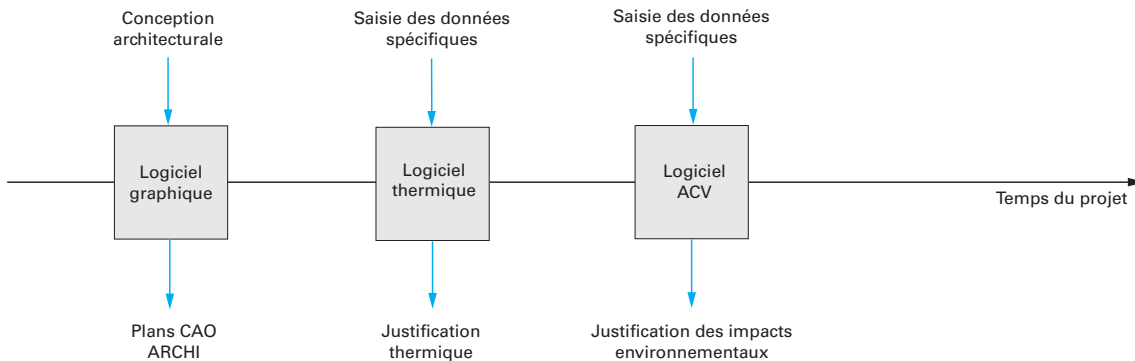 Conception
architecturale
Saisie des données
spécifiques
Saisie des données
spécifiques
Logiciel
graphique
Logiciel
thermique
Logiciel
ACV
Temps du projet
Plans CAO
ARCHI
Justification
thermique
Justification des impacts
environnementaux